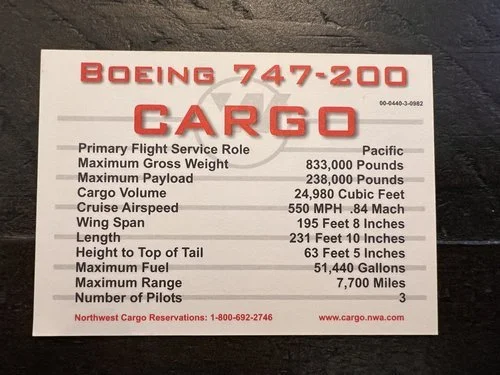 BOEING 747-200
00-0440-3-0982
CARGO
Primary Flight Service Role Pacific
Maximum Gross Weight 833,000 Pounds
Maximum Payload 238,000 Pounds
Cargo Volume 24,980 Cubic Feet
Cruise Airspeed 550 MPH .84 Mach
Wing Span 195 Feet 8 Inches
Length 231 Feet 10 Inches
Height to Top of Tail 63 Feet 5 Inches
Maximum Fuel 51,440 Gallons
Maximum Range 7,700 Miles
Number of Pilots 3
Northwest Cargo Reservations: 1-800-692-2746 www.cargo.nwa.com